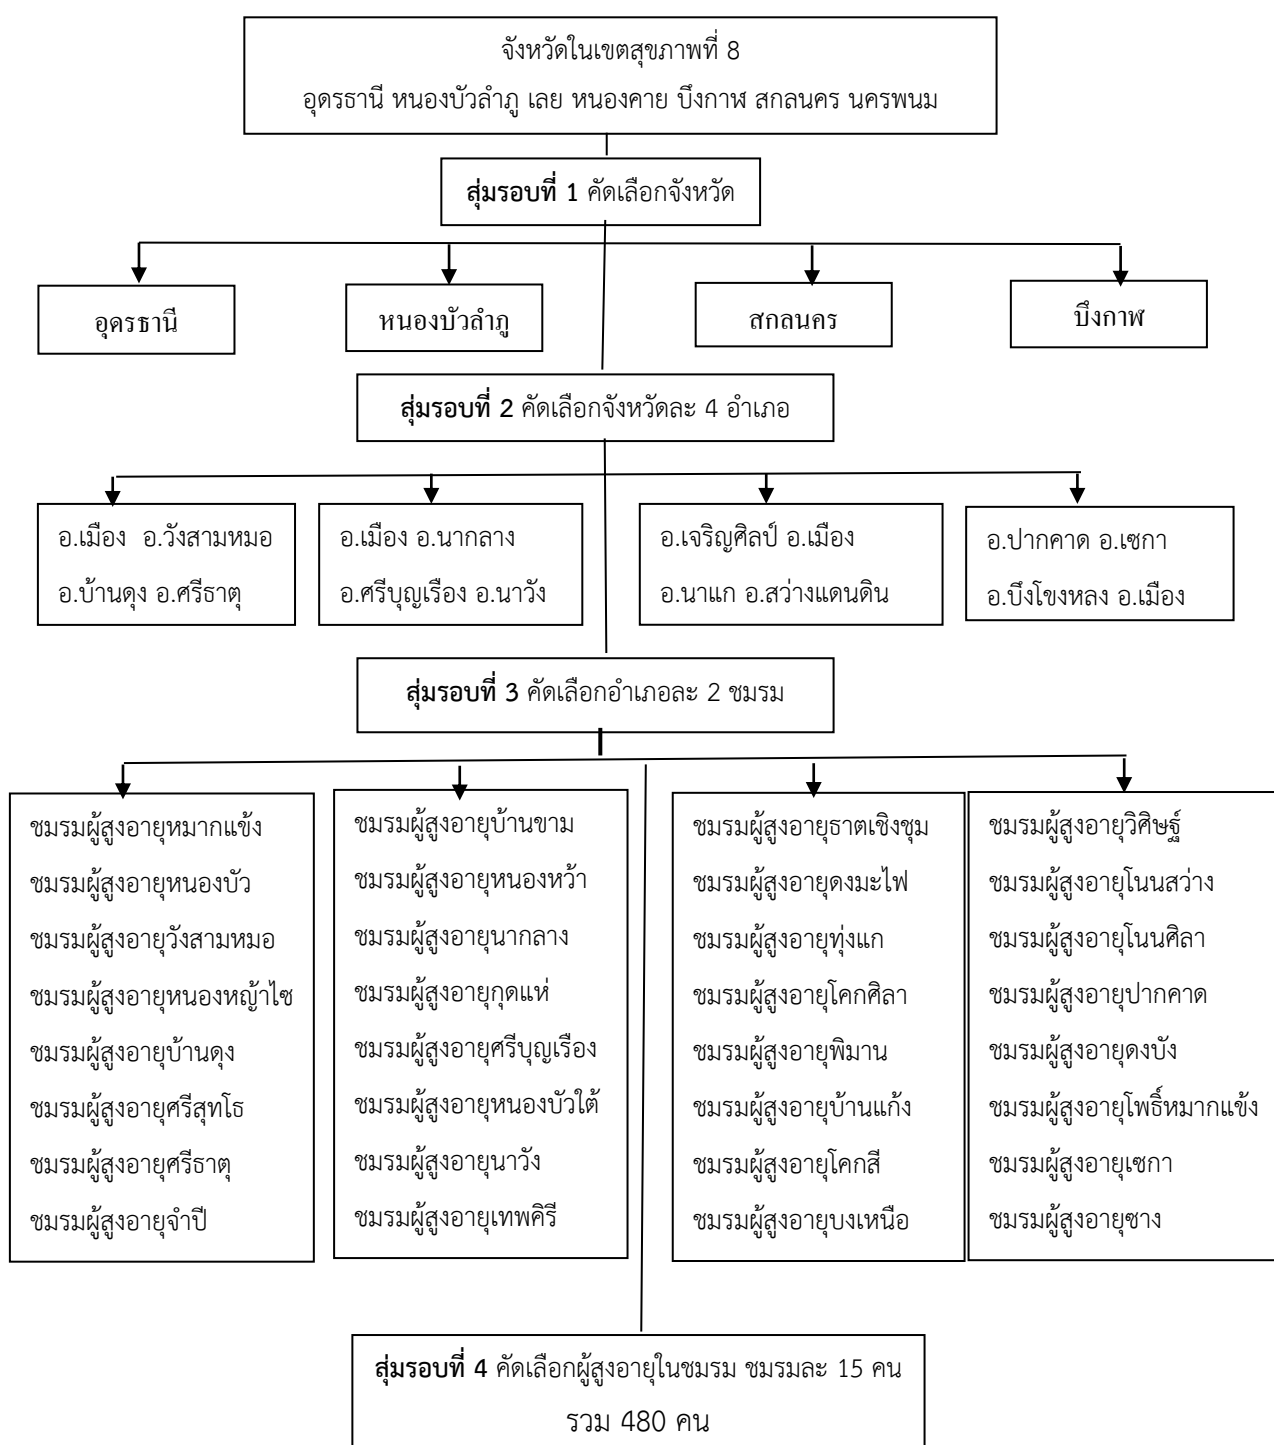 จังหวัดในเขตสุขภาพที่ 8
อุดรธานี หนองบัวลำภู เลย หนองคาย บึงกาฬ สกลนคร นครพนม
สุ่มรอบที่ 1 คัดเลือกจังหวัด
อุดรธานี
หนองบัวลำภู
สกลนคร
บึงกาฬ
สุ่มรอบที่ 2 คัดเลือกจังหวัดละ 4 อำเภอ
อ.เมือง อ.วังสามหมอ
อ.บ้านดุง อ.ศรีธาตุ
อ.เมือง อ.นากลาง
อ.ศรีบุญเรือง อ.นาวัง
อ.เจริญศิลป์ อ.เมือง
อ.นาแก อ.สว่างแดนดิน
อ.ปากคาด อ.เซกา
อ.บึงโขงหลง อ.เมือง
สุ่มรอบที่ 3 คัดเลือกอำเภอละ 2 ชมรม
ชมรมผู้สูงอายุหมากแข้ง
ชมรมผู้สูงอายุหนองบัว
ชมรมผู้สูงอายุวังสามหมอ
ชมรมผู้สูงอายุหนองหญ้าไซ
ชมรมผู้สูงอายุบ้านดุง
ชมรมผู้สูงอายุศรีสุทโธ
ชมรมผู้สูงอายุศรีธาตุ
ชมรมผู้สูงอายุจำปี
ชมรมผู้สูงอายุบ้านขาม
ชมรมผู้สูงอายุหนองหว้า
ชมรมผู้สูงอายุนากลาง
ชมรมผู้สูงอายุกุดแห่
ชมรมผู้สูงอายุศรีบุญเรือง
ชมรมผู้สูงอายุหนองบัวใต้
ชมรมผู้สูงอายุนาวัง
ชมรมผู้สูงอายุเทพคิรี
ชมรมผู้สูงอายุธาตเชิงชุม
ชมรมผู้สูงอายุดงมะไฟ
ชมรมผู้สูงอายุทุ่งแก
ชมรมผู้สูงอายุโคกศิลา
ชมรมผู้สูงอายุพิมาน
ชมรมผู้สูงอายุบ้านแก้ง
ชมรมผู้สูงอายุโคกสี
ชมรมผู้สูงอายุบงเหนือ
ชมรมผู้สูงอายุวิศิษฐ์
ชมรมผู้สูงอายุโนนสว่าง
ชมรมผู้สูงอายุโนนศิลา
ชมรมผู้สูงอายุปากคาด
ชมรมผู้สูงอายุดงบัง
ชมรมผู้สูงอายุโพธิ์หมากแข้ง
ชมรมผู้สูงอายุเซกา
ชมรมผู้สูงอายุซาง
สุ่มรอบที่ 4 คัดเลือกผู้สูงอายุในชมรม ชมรมละ 15 คน
รวม 480 คน